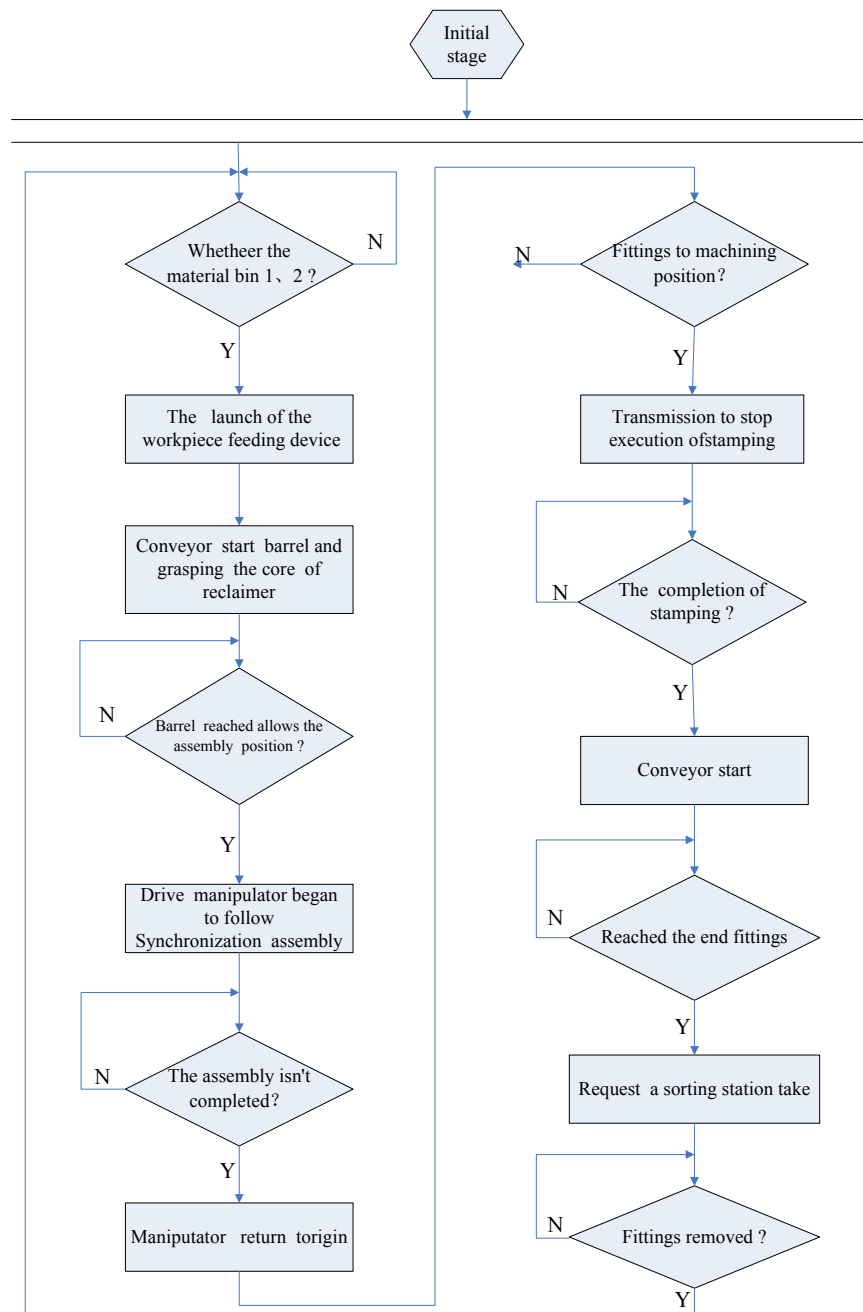 Initial
stage
Whetheer the
material bin 1、2？
N
Y
The launch of the
workpiece feeding device
Conveyor start barrel and
grasping the core of
reclaimer
Barrel reached allows the
assembly position？
N
Y
Drive manipulator began
to follow
Synchronization assembly
The assembly isn't
completed？
N
Y
Maniputator return torigin
Fittings to machining
position？
N
Y
Transmission to stop
execution ofstamping
The completion of
stamping？
N
Y
Conveyor start
Reached the end fittings
N
Y
Request a sorting station take
Fittings removed？
N
Y